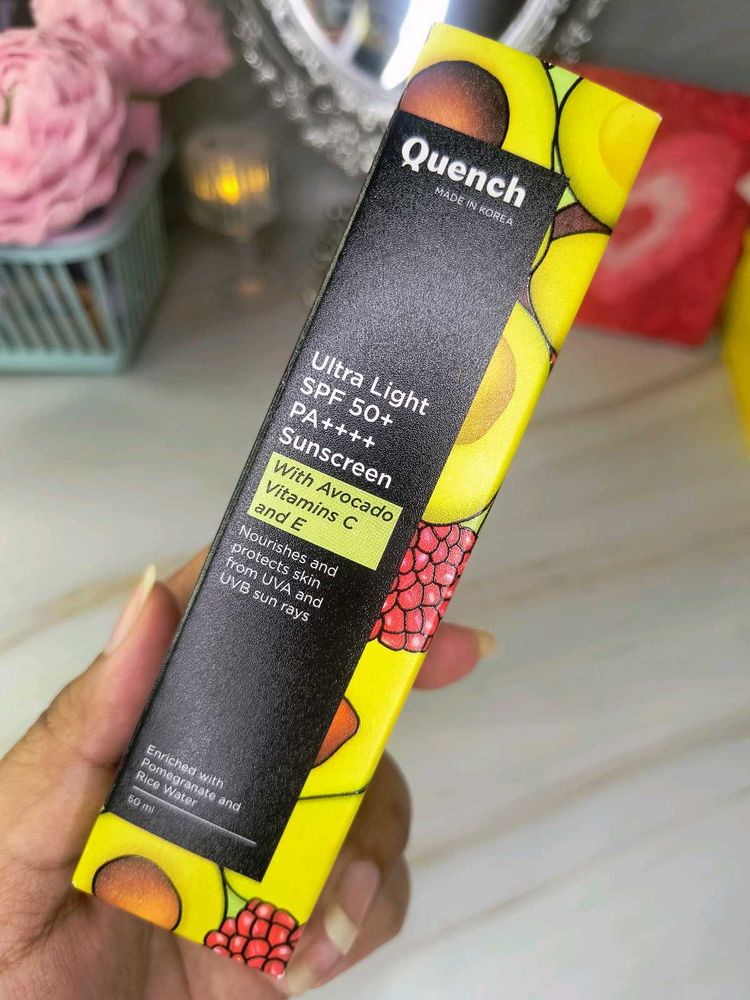 Quench
MADE IN KOREA
Ultra Light
SPF 50+
PA++++
Sunscreen
With Avocado
Vitamins C
and E
Nourishes and
protects skin
from UVA and
UVB sun rays
Enriched with
Pomegranate and
Rice Water
50 ml